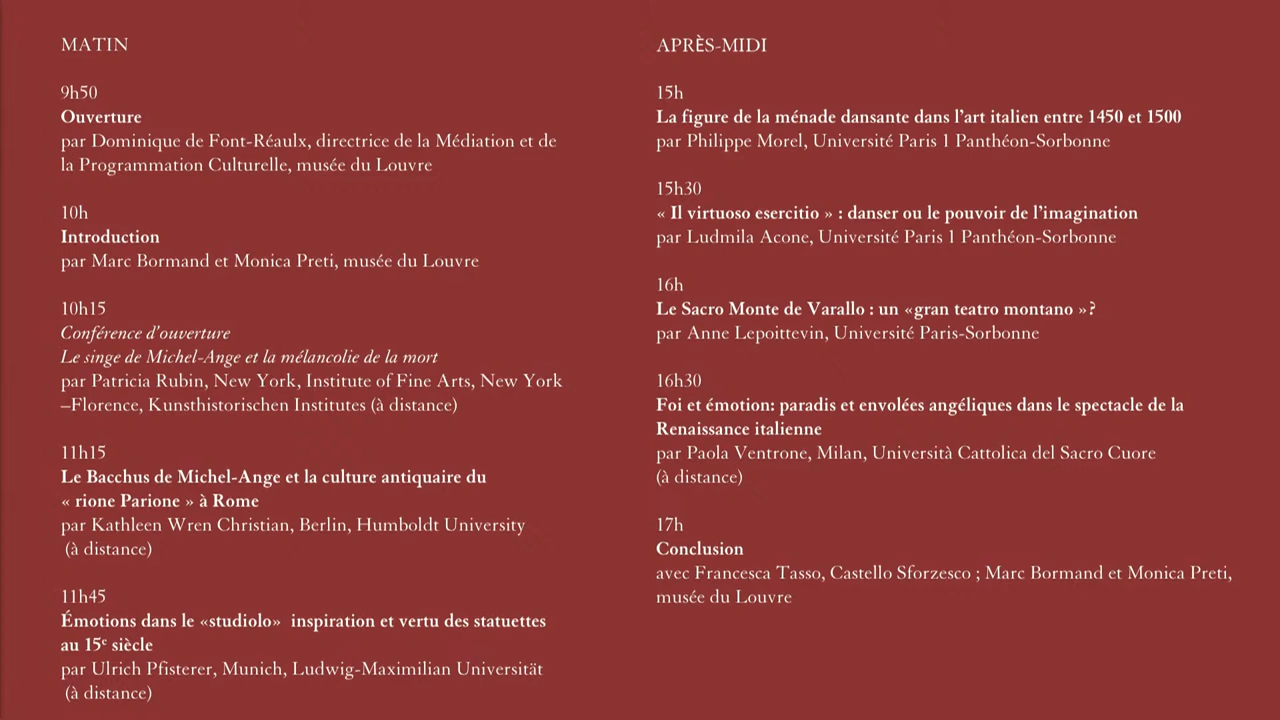 MATIN
9h50
Ouverture
par Dominique de Font-Réaulx, directrice de la Médiation et de
la Programmation Culturelle, musée du Louvre
10h
Introduction
par Marc Bormand et Monica Preti, musée du Louvre
10h15
Conférence d'ouverture
Le singe de Michel-Ange et la mélancolie de la mort
par Patricia Rubin, New York, Institute of Fine Arts, New York
–Florence, Kunsthistorischen Institutes (à distance)
11h15
Le Bacchus de Michel-Ange et la culture antiquaire du
« rione Parione » à Rome
par Kathleen Wren Christian, Berlin, Humboldt University
(à distance)
11h45
Émotions dans le «studiolo» inspiration et vertu des statuettes
au 15e siècle
par Ulrich Pfisterer, Munich, Ludwig-Maximilian Universität
(à distance)
APRÈS-MIDI
15h
La figure de la ménade dansante dans l'art italien entre 1450 et 1500
par Philippe Morel, Université Paris 1 Panthéon-Sorbonne
15h30
« Il virtuoso esercitio » : danser ou le pouvoir de l'imagination
par Ludmila Acone, Université Paris 1 Panthéon-Sorbonne
16h
Le Sacro Monte de Varallo : un «gran teatro montano »?
par Anne Lepoittevin, Université Paris-Sorbonne
16h30
Foi et émotion: paradis et envolées angéliques dans le spectacle de la
Renaissance italienne
par Paola Ventrone, Milan, Università Cattolica del Sacro Cuore
(à distance)
17h
Conclusion
avec Francesca Tasso, Castello Sforzesco ; Marc Bormand et Monica Preti,
musée du Louvre